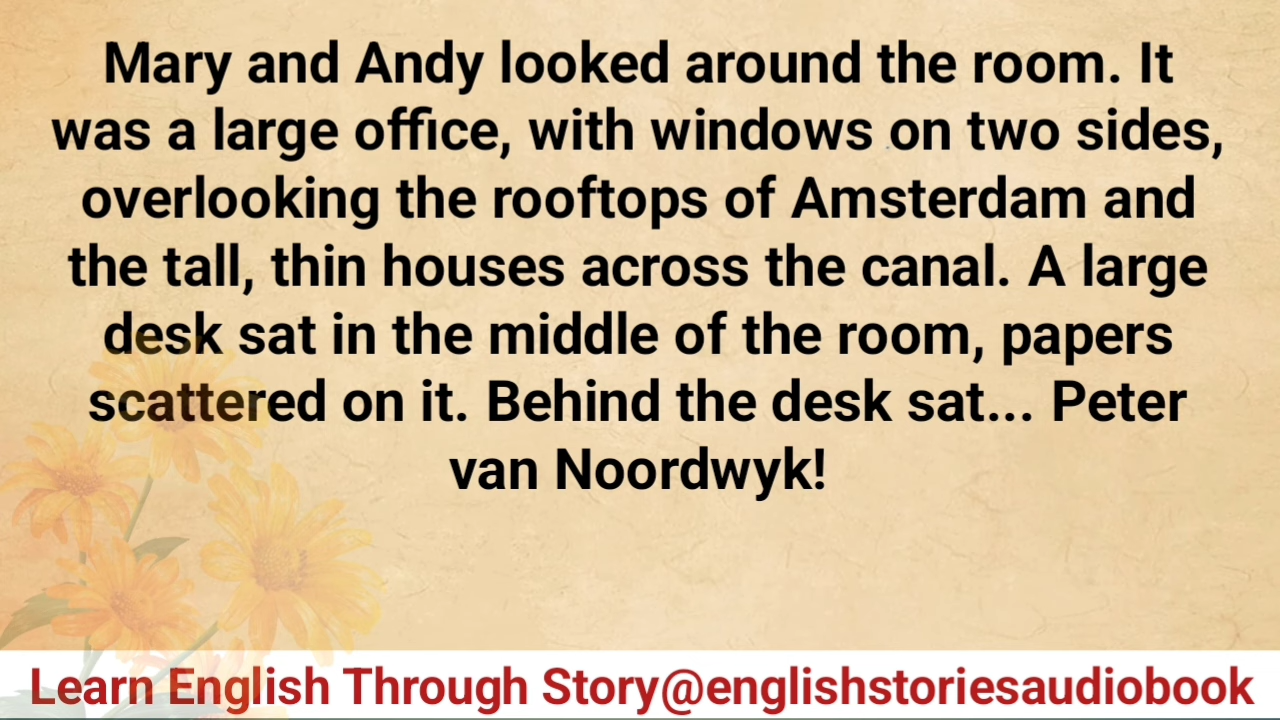 Mary and Andy looked around the room. It
was a large office, with windows on two sides,
overlooking the rooftops of Amsterdam and
the tall, thin houses across the canal. A large
desk sat in the middle of the room, papers
scattered on it. Behind the desk sat... Peter
van Noordwyk!
Learn English Through Story@englishstoriesaudiobook